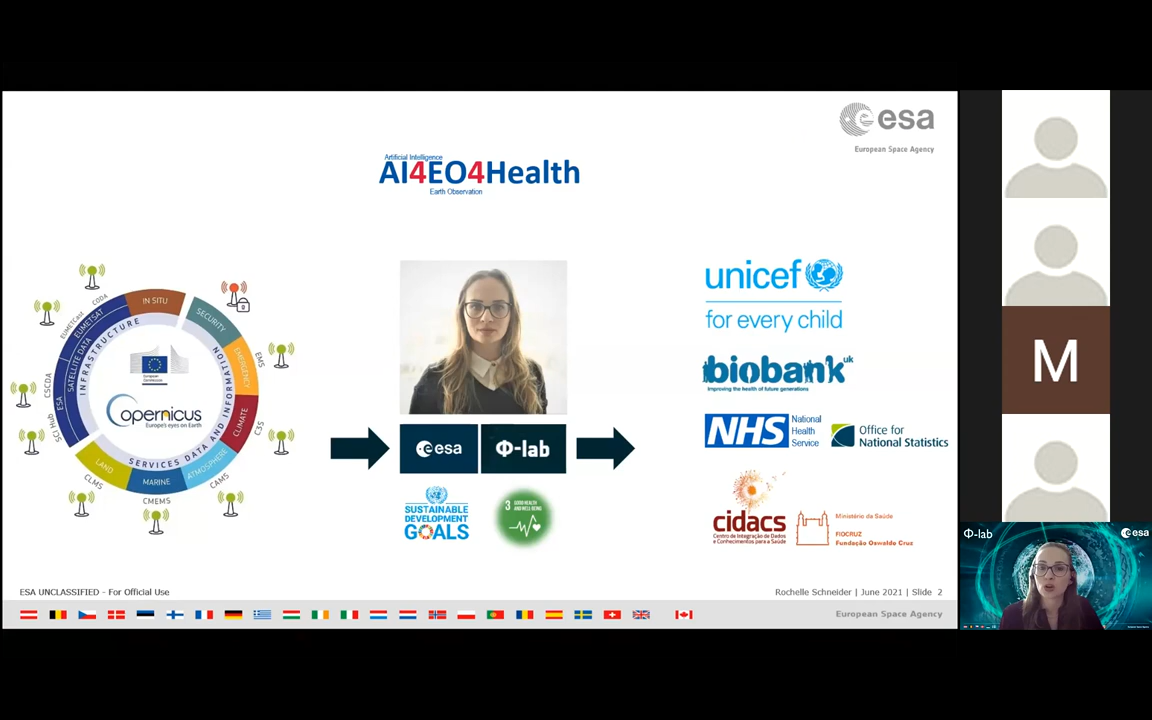 esa
European Space Agency
Artificial Intelligence
AI4EO4Health
Earth Observation
IN SITU
SECURITY
EMERGENCY
CLIMATE
ATMOSPHERE
MARINE
LAND
ESA
SATELLITE DATA
EUMETSAT
INFRASTRUCTURE
SERVICES DATA AND INFORMATION
CODA
EUMETCast
CSCDA
Sci Hub
CLMS
CMEMS
CAMS
C3S
EMS
European
Commission
Copernicus
Europe's eyes on Earth
esa
Φ-lab
SUSTAINABLE
DEVELOPMENT
GOALS
3 GOOD HEALTH
AND WELL-BEING
unicef
for every child
biobank uk
Improving the health of future generations
NHS
National
Health
Service
Office for
National Statistics
cidacs
Centro de Integração de Dados
e Conhecimentos para a Saúde
Ministério da Saúde
FIOCRUZ
Fundação Oswaldo Cruz
ESA UNCLASSIFIED - For Official Use
Rochelle Schneider | June 2021 | Slide 2
European Space Agency
M
Φ-lab
esa